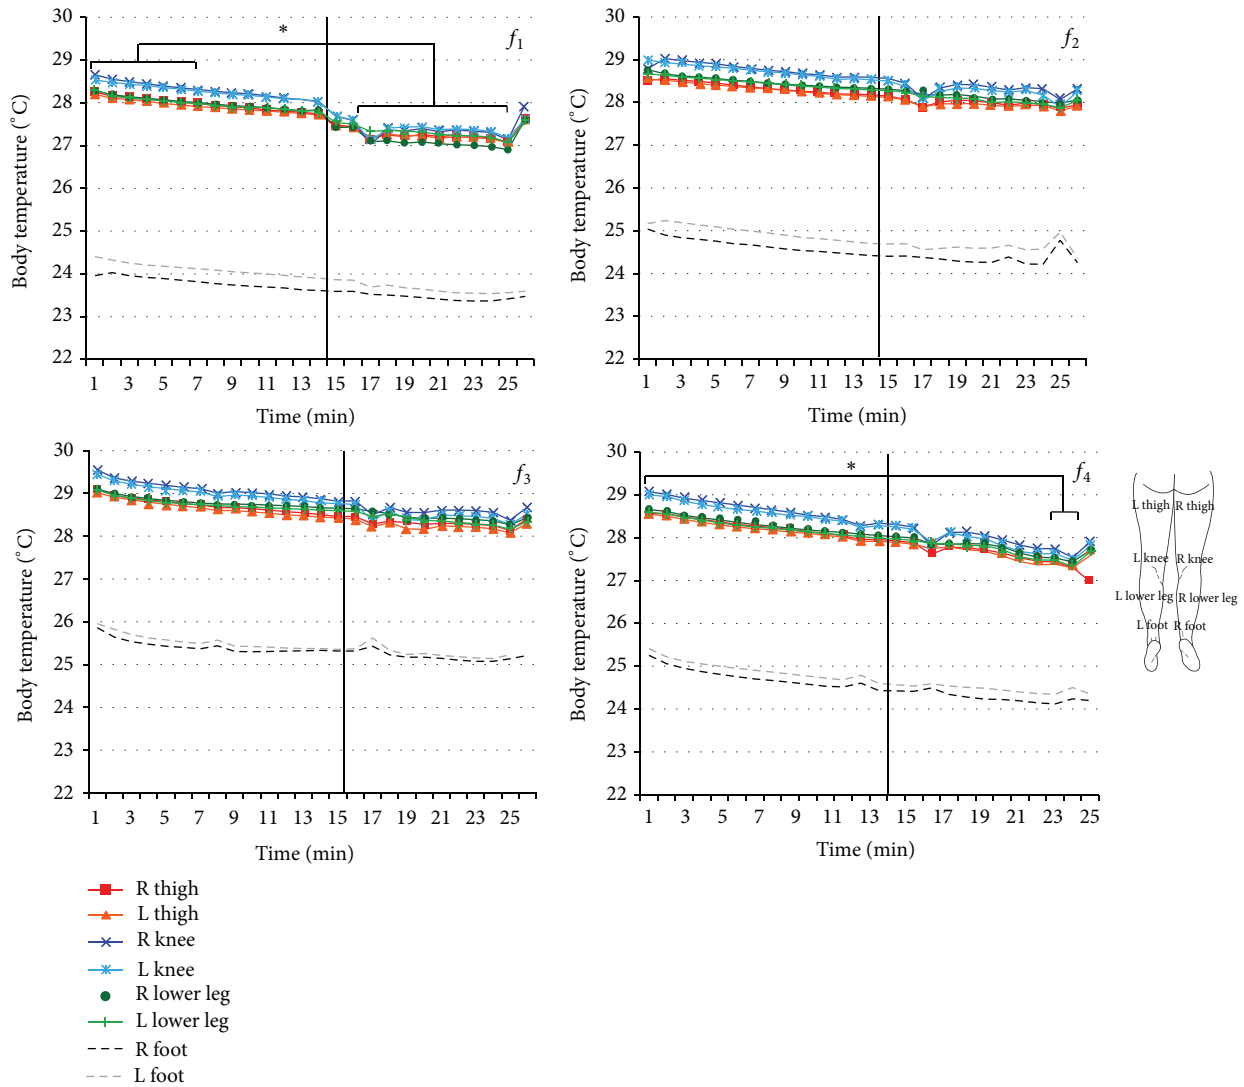 f1
*
Body temperature (°C)
30
29
28
27
26
25
24
23
22
1 3 5 7 9 11 13 15 17 19 21 23 25
Time (min)
f2
Body temperature (°C)
30
29
28
27
26
25
24
23
22
1 3 5 7 9 11 13 15 17 19 21 23 25
Time (min)
f3
Body temperature (°C)
30
29
28
27
26
25
24
23
22
1 3 5 7 9 11 13 15 17 19 21 23 25
Time (min)
f4
*
Body temperature (°C)
30
29
28
27
26
25
24
23
22
1 3 5 7 9 11 13 15 17 19 21 23 25
Time (min)
L thigh R thigh
L knee R knee
L lower leg R lower leg
L foot R foot
R thigh
L thigh
R knee
L knee
R lower leg
L lower leg
R foot
L foot